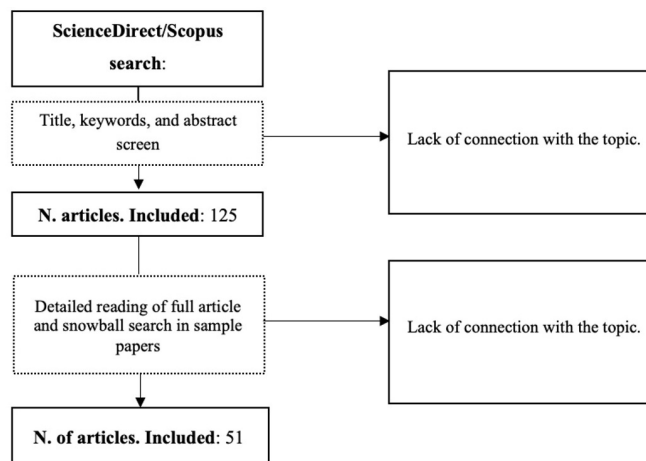 ScienceDirect/Scopus
search:
Title, keywords, and abstract
screen
Lack of connection with the topic.
N. articles. Included: 125
Detailed reading of full article
and snowball search in sample
papers
Lack of connection with the topic.
N. of articles. Included: 51